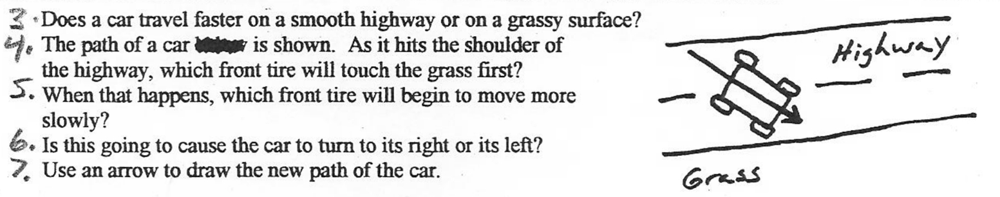 3. Does a car travel faster on a smooth highway or on a grassy surface?
4. The path of a car is shown. As it hits the shoulder of
the highway, which front tire will touch the grass first?
5. When that happens, which front tire will begin to move more
slowly?
6. Is this going to cause the car to turn to its right or its left?
7. Use an arrow to draw the new path of the car.
Highway
Grass